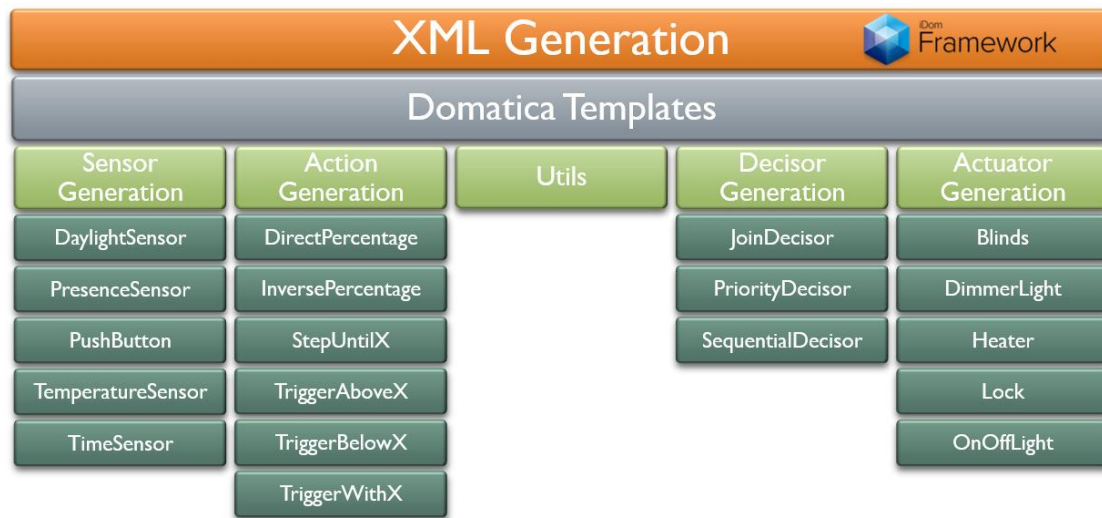 XML Generation
iDom
Framework
Domatica Templates
Sensor
Generation
DaylightSensor
PresenceSensor
PushButton
TemperatureSensor
TimeSensor
Action
Generation
DirectPercentage
InversePercentage
StepUntilX
TriggerAboveX
TriggerBelowX
TriggerWithX
Utils
Decisor
Generation
JoinDecisor
PriorityDecisor
SequentialDecisor
Actuator
Generation
Blinds
DimmerLight
Heater
Lock
OnOffLight